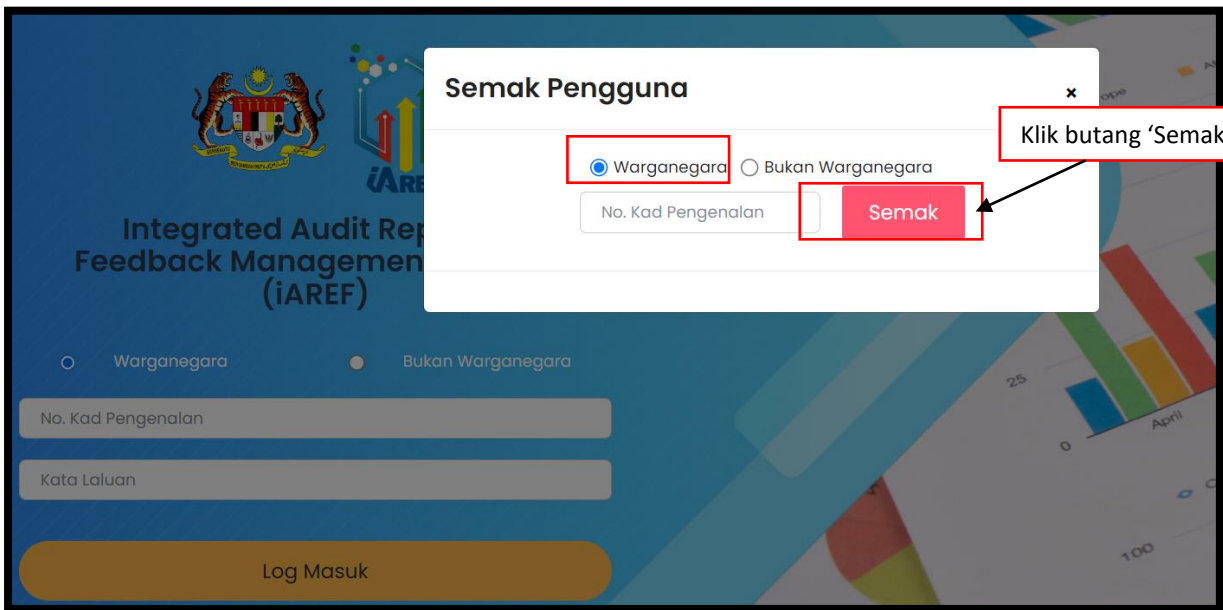 Semak Pengguna
×
Klik butang ‘Semak
Warganegara
Bukan Warganegara
No. Kad Pengenalan
Semak
iARE
Integrated Audit Rep
Feedback Managemen
(iAREF)
Warganegara
Bukan Warganegara
No. Kad Pengenalan
Kata Laluan
Log Masuk
25
April
0
100